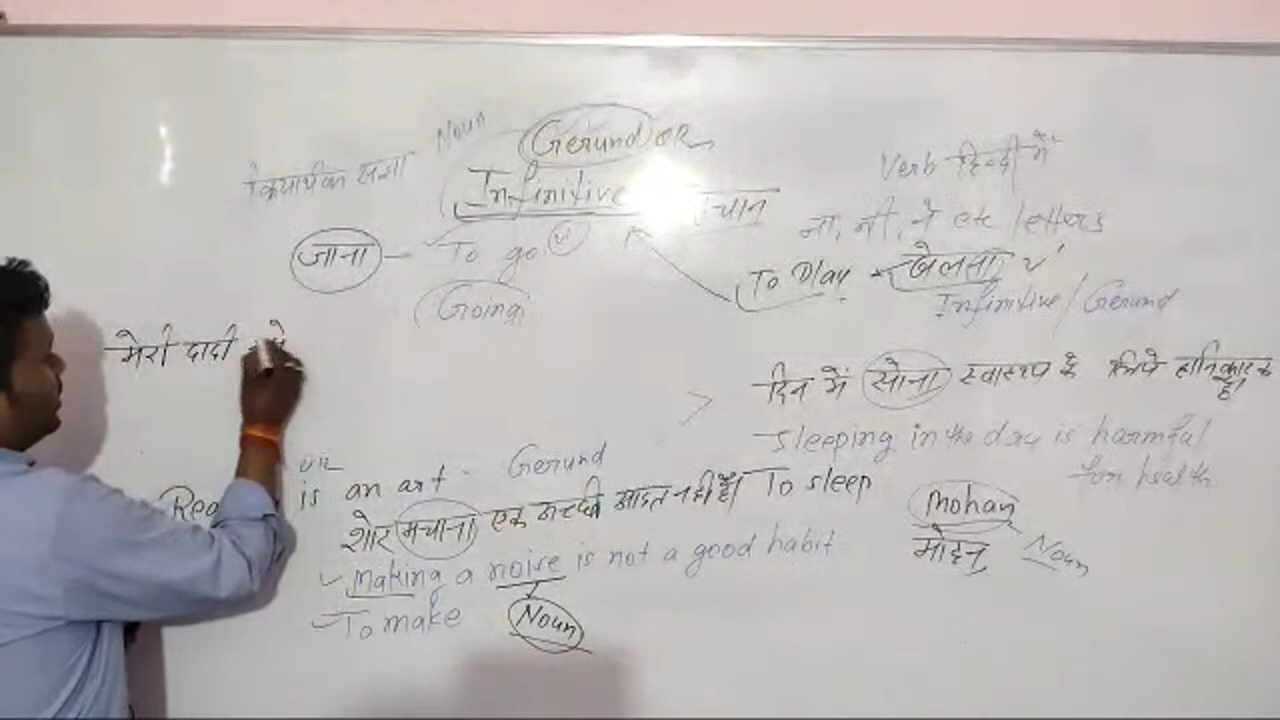 Noun Gerund OR
क्रियार्थक संज्ञा Infinitive
Verb हिन्दी में
ना, नी, ने etc letters
जाना - To go V1
To Play खेलना
Going
Infinitive / Gerund
मेरी दादी
दिन में सोना स्वास्थ्य के लिये हानिकारक है।
Sleeping in the day is harmful
for health
is an art - Gerund
शोर मचाना एक अच्छी आदत नहीं है। To sleep
Making a noise is not a good habit
To make Noun
mohan
मोहन Noun